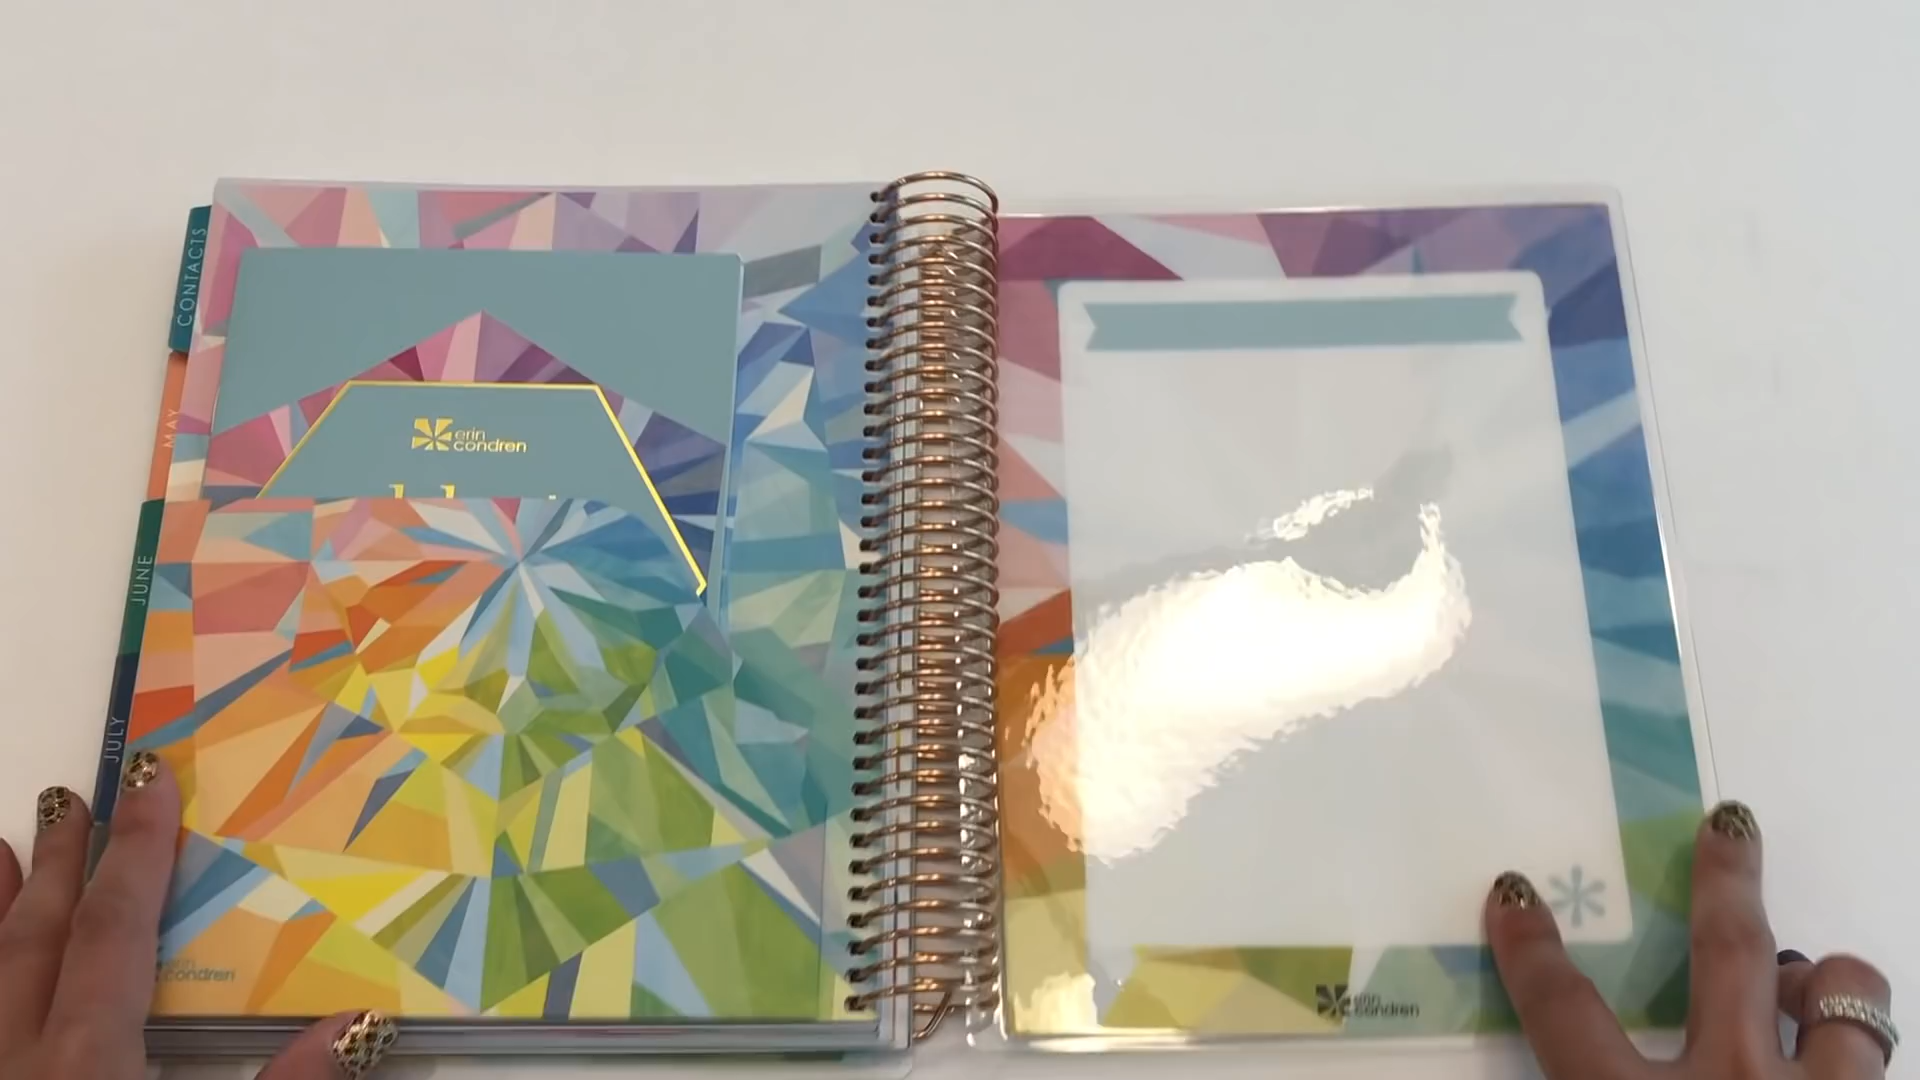 CONTACTS
MAY
JUNE
JULY
erin
condren
erin
condren
erin
condren